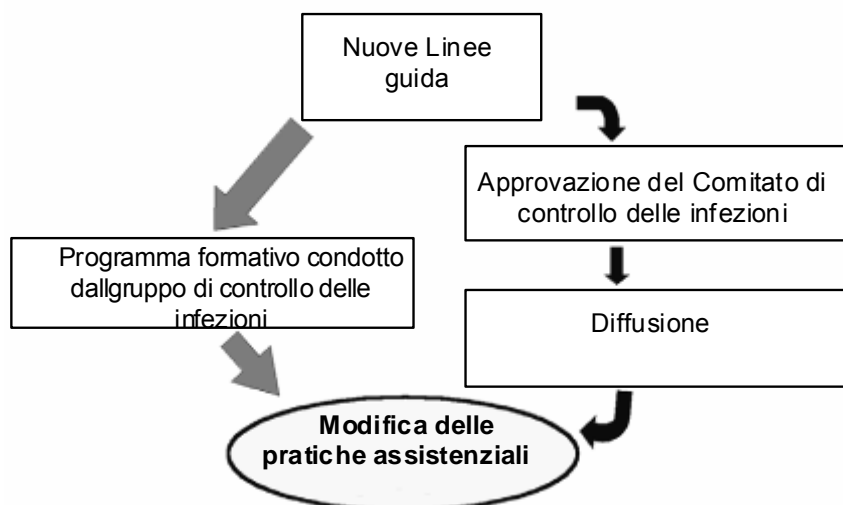 Nuove Linee
guida
Approvazione del Comitato di
controllo delle infezioni
Programma formativo condotto
dallgruppo di controllo delle
infezioni
Diffusione
Modifica delle
pratiche assistenziali